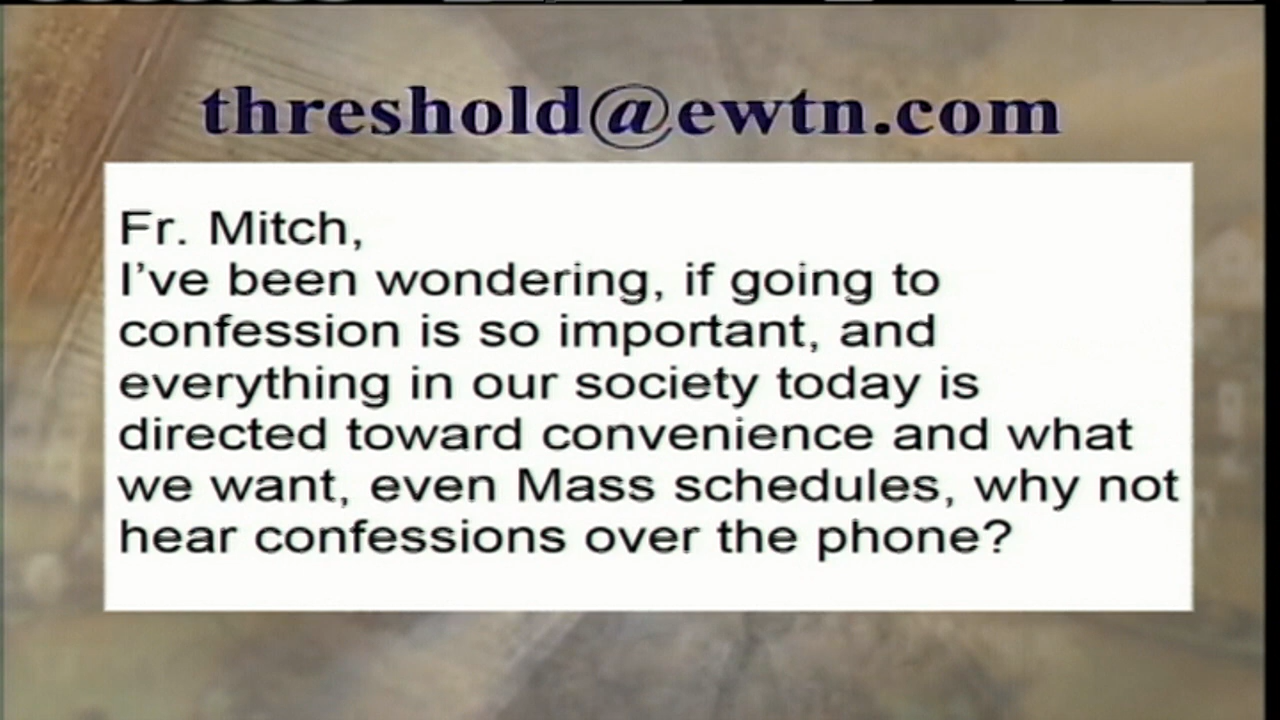 threshold@ewtn.com
Fr. Mitch,
I’ve been wondering, if going to
confession is so important, and
everything in our society today is
directed toward convenience and what
we want, even Mass schedules, why not
hear confessions over the phone?